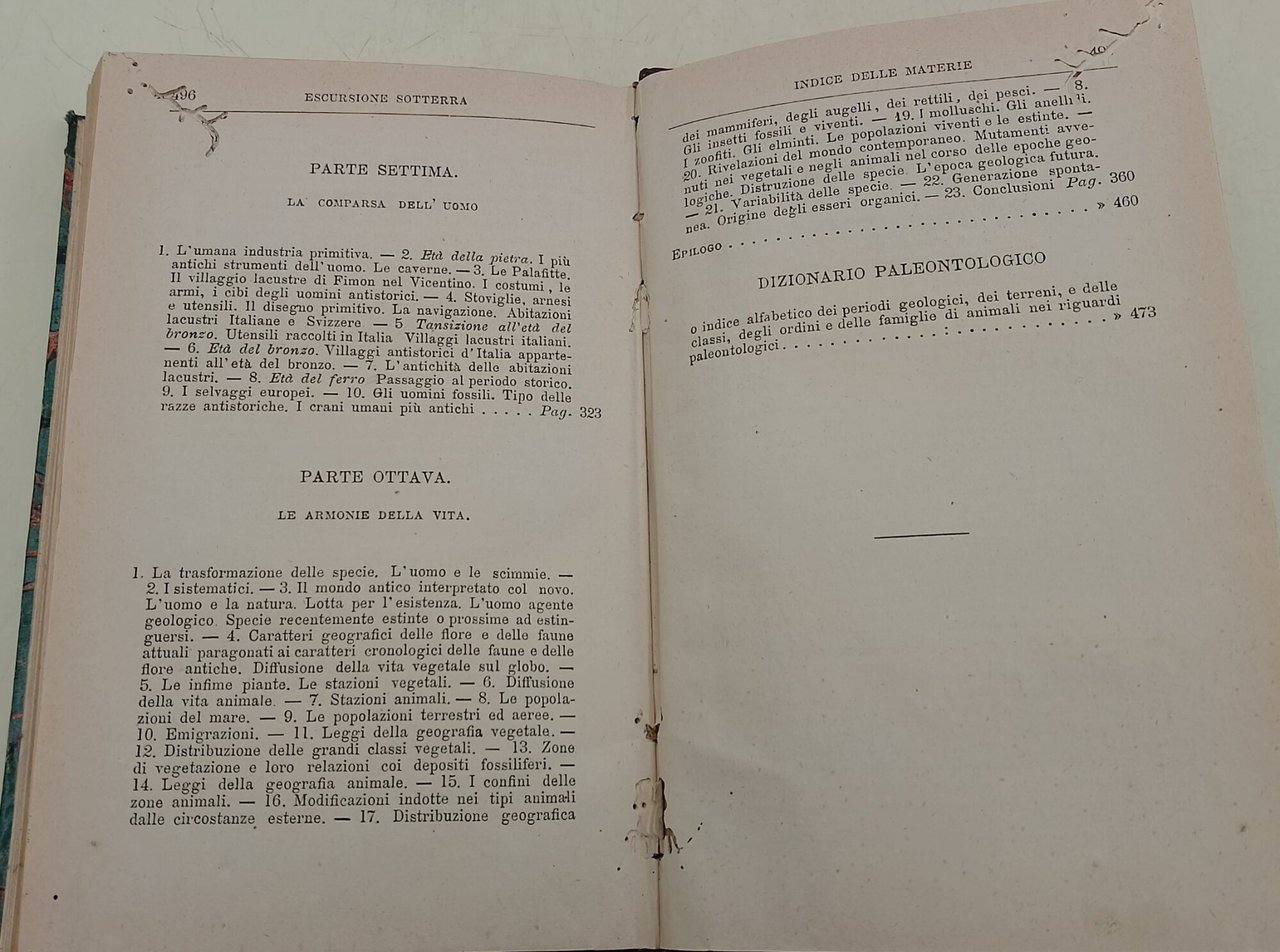 496
ESCURSIONE SOTTERRA
PARTE SETTIMA.
LA COMPARSA DELL' UOMO
1. L'umana industria primitiva. — 2. Età della pietra. I più
antichi strumenti dell'uomo. Le caverne. — 3. Le Palafitte.
Il villaggio lacustre di Fimon nel Vicentino. I costumi, le
armi, i cibi degli uomini antistorici. — 4. Stoviglie, arnesi
e utensili. Il disegno primitivo. La navigazione. Abitazioni
lacustri Italiane e Svizzere — 5 Tansizione all'età del
bronzo. Utensili raccolti in Italia Villaggi lacustri italiani.
— 6. Età del bronzo. Villaggi antistorici d'Italia apparte-
nenti all'età del bronzo. — 7. L'antichità delle abitazioni
lacustri. — 8. Età del ferro Passaggio al periodo storico.
9. I selvaggi europei. — 10. Gli uomini fossili. Tipo delle
razze antistoriche. I crani umani più antichi . . . . . Pag. 323
PARTE OTTAVA.
LE ARMONIE DELLA VITA.
1. La trasformazione delle specie. L'uomo e le scimmie. —
2. I sistematici. — 3. Il mondo antico interpretato col novo.
L'uomo e la natura. Lotta per l'esistenza. L'uomo agente
geologico. Specie recentemente estinte o prossime ad estin-
guersi. — 4. Caratteri geografici delle flore e delle faune
attuali paragonati ai caratteri cronologici delle faune e delle
flore antiche. Diffusione della vita vegetale sul globo. —
5. Le infime piante. Le stazioni vegetali. — 6. Diffusione
della vita animale. — 7. Stazioni animali. — 8. Le popola-
zioni del mare. — 9. Le popolazioni terrestri ed aeree. —
10. Emigrazioni. — 11. Leggi della geografia vegetale. —
12. Distribuzione delle grandi classi vegetali. — 13. Zone
di vegetazione e loro relazioni coi depositi fossiliferi. —
14. Leggi della geografia animale. — 15. I confini delle
zone animali. — 16. Modificazioni indotte nei tipi animali
dalle circostanze esterne. — 17. Distribuzione geografica
INDICE DELLE MATERIE
dei mammiferi, degli augelli, dei rettili, dei pesci. — 8.
Gli insetti fossili e viventi. — 19. I molluschi. Gli anellidi.
I zoofiti. Gli elminti. Le popolazioni viventi e le estinte. —
20. Rivelazioni del mondo contemporaneo. Mutamenti avve-
nuti nei vegetali e negli animali nel corso delle epoche geo-
logiche. Distruzione delle specie. L'epoca geologica futura.
— 21. Variabilità delle specie. — 22. Generazione sponta-
nea. Origine degli esseri organici. — 23. Conclusioni Pag. 360
EPILOGO . . . . . . . . . . . . . . . . . . . . . . . . . . » 460
DIZIONARIO PALEONTOLOGICO
o indice alfabetico dei periodi geologici, dei terreni, e delle
classi, degli ordini e delle famiglie di animali nei riguardi
paleontologici . . . . . . . . . . . : . . . . . . . . . . . . » 473